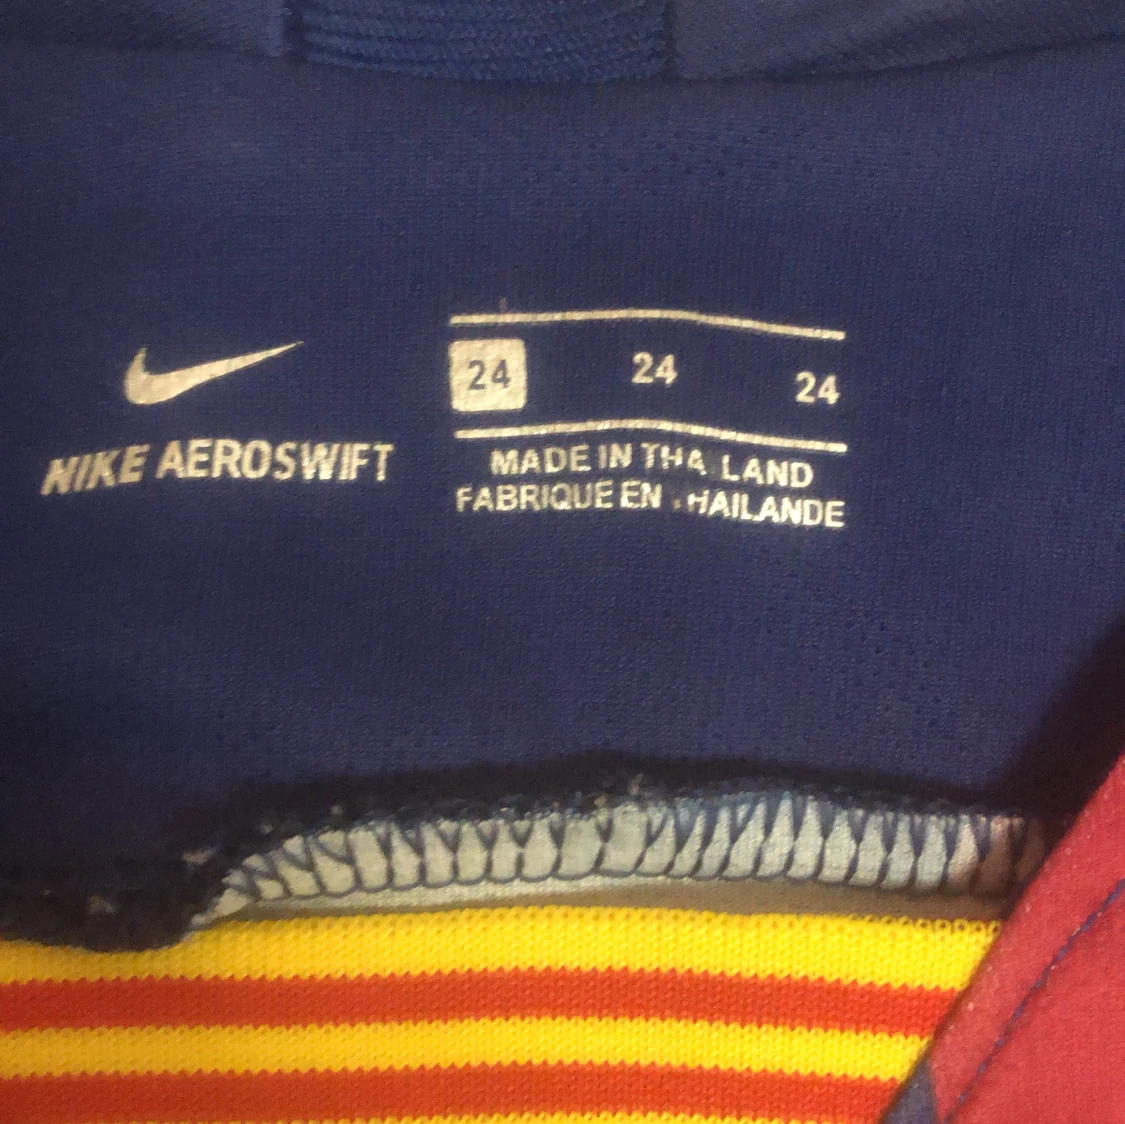 NIKE AEROSWIFT
24 24 24
MADE IN THA LAND
FABRIQUE EN HAILANDE